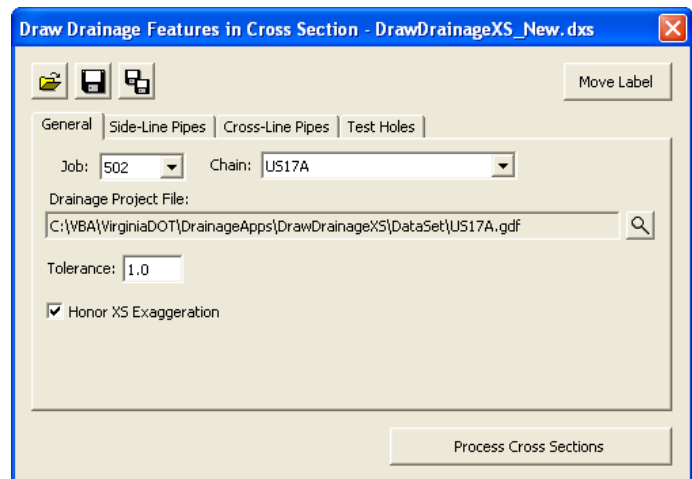 Draw Drainage Features in Cross Section - DrawDrainageXS_New.dxs
Move Label
General Side-Line Pipes Cross-Line Pipes Test Holes
Job: 502 Chain: US17A
Drainage Project File:
C:\VBA\VirginiaDOT\DrainageApps\DrawDrainageXS\DataSet\US17A.gdf
Tolerance: 1.0
Honor XS Exaggeration
Process Cross Sections